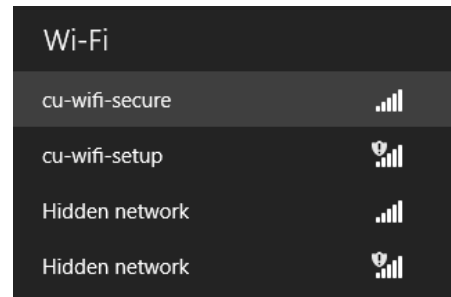 Wi-Fi
cu-wifi-secure
cu-wifi-setup
Hidden network
Hidden network